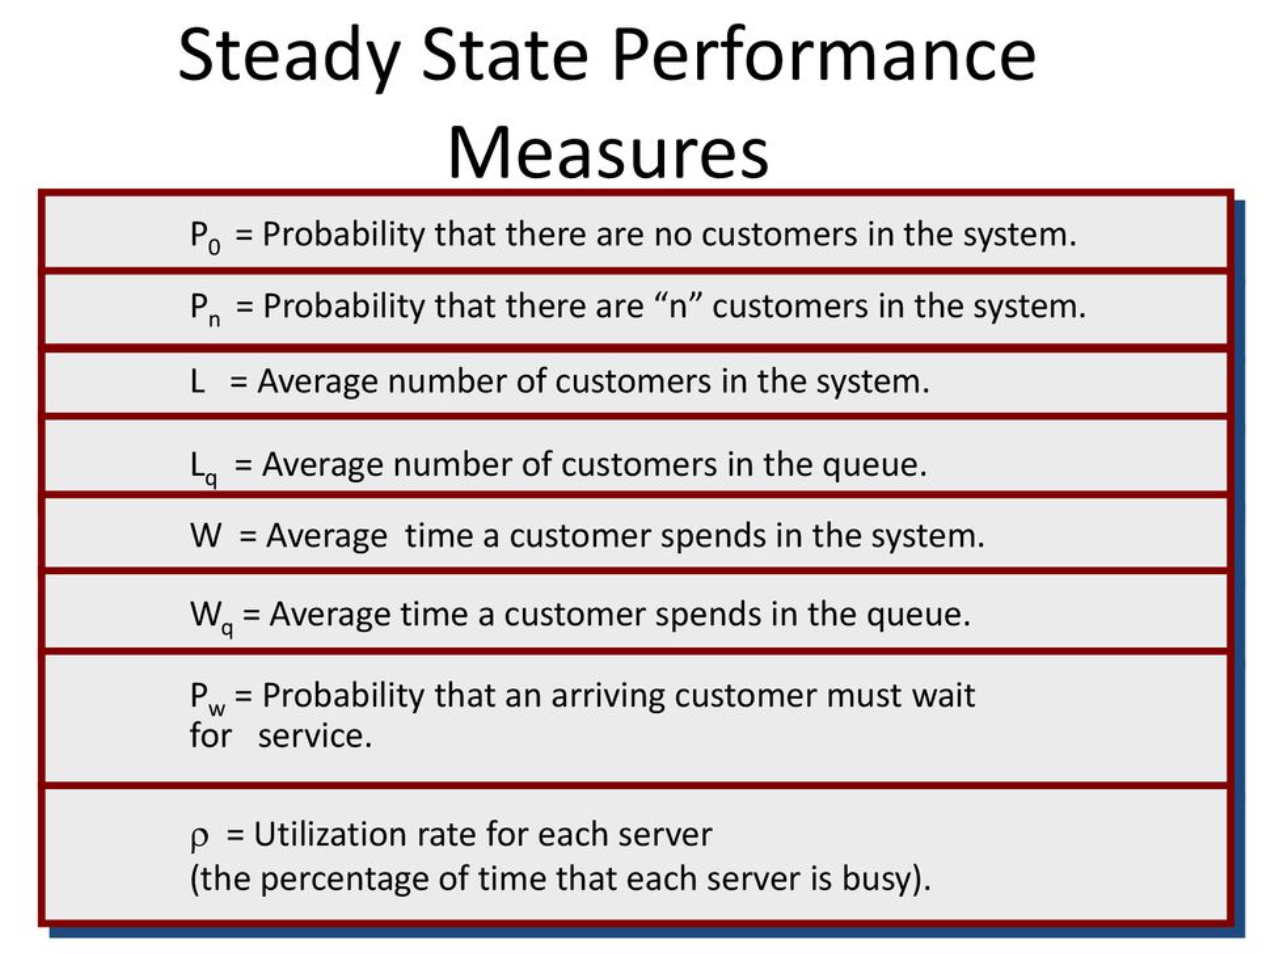 Steady State Performance
Measures
P₀ = Probability that there are no customers in the system.
Pₙ = Probability that there are “n” customers in the system.
L = Average number of customers in the system.
L_q = Average number of customers in the queue.
W = Average time a customer spends in the system.
W_q = Average time a customer spends in the queue.
P_w = Probability that an arriving customer must wait
for service.
ρ = Utilization rate for each server
(the percentage of time that each server is busy).